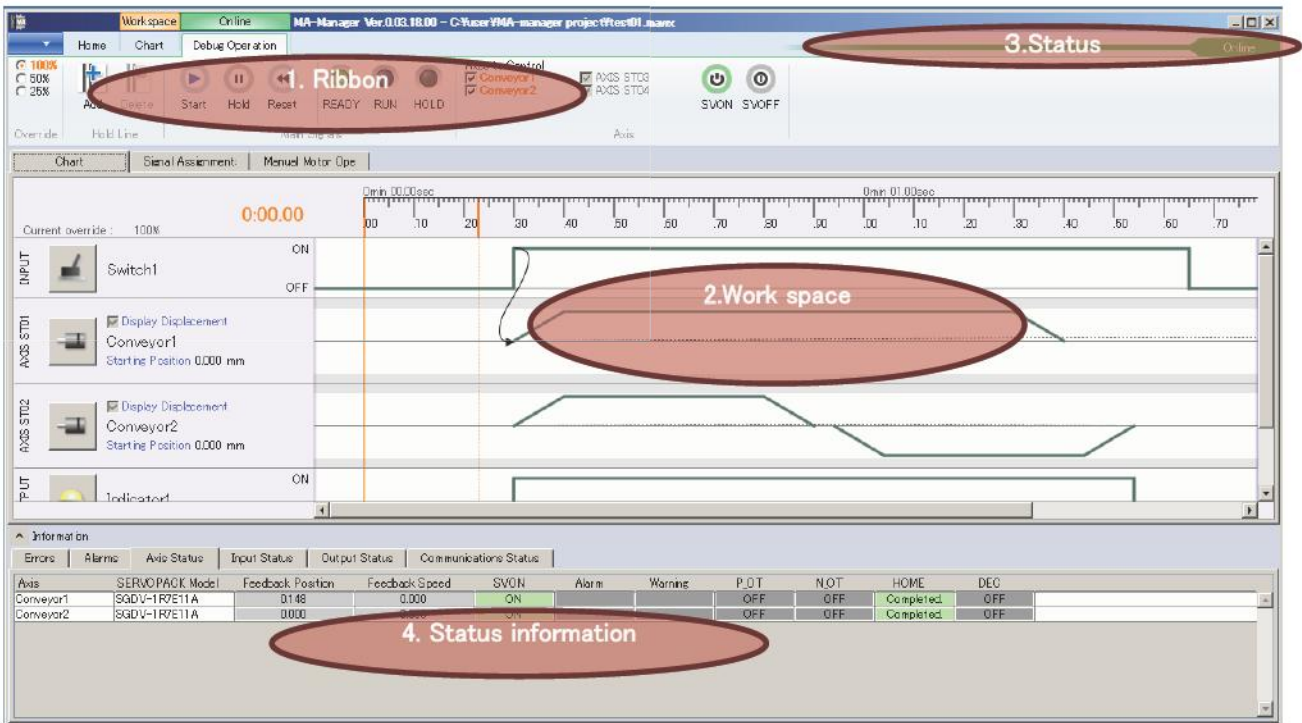 Workspace Online MA-Manager Ver.0.03.18.00 - C:¥user¥MA-manager project¥test01.mavx
Home Chart Debug Operation
3.Status
Online
100%
50%
25%
Start Hold Reset READY RUN HOLD
1. Ribbon
Control
Conveyor1
Conveyor2
AXIS ST03
AXIS ST04
SVON SVOFF
Override Hold Line Main Signals Axis
Chart Signal Assignment Manual Motor Ope
0min 00.00sec 0min 01.00sec
0:00.00
.00 .10 .20 .30 .40 .50 .60 .70 .80 .90 .00 .10 .20 .30 .40 .50 .60 .70
Current override : 100%
INPUT
Switch1
ON
OFF
2.Work space
AXIS ST01
Display Displacement
Conveyor1
Starting Position 0.000 mm
AXIS ST02
Display Displacement
Conveyor2
Starting Position 0.000 mm
ON
Indicator1
Information
Errors Alarms Axis Status Input Status Output Status Communications Status
Axis SERVOPACK Model Feedback Position Feedback Speed SVON Alarm Warning P_OT N_OT HOME DEC
Conveyor1 SGDV-1R7E11A 0.148 0.000 ON OFF OFF Completed OFF
Conveyor2 SGDV-1R7E11A 0.000 ON OFF OFF Completed OFF
4. Status information